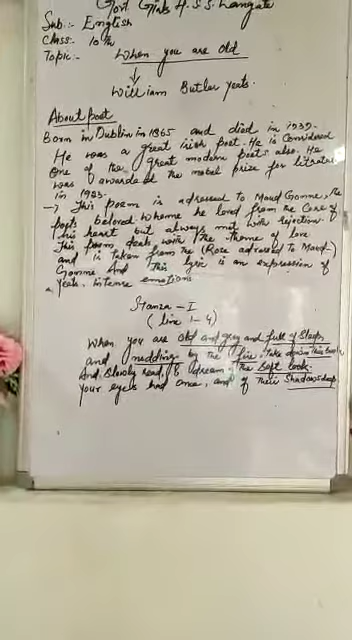 Govt Girls H.S.S. Langate
Sub:- English
Class:- 10th
Topic:- When you are old
William Butler Yeats.
About poet
Born in Dublin in 1865 and died in 1939.
He was a great irish poet. He is Considered
One of the great modern poets also. He
was awarded the nobel prize for litrature
in 1923.
→ This poem is adressed to Maud Gonne, the
poets beloved whome he loved from the Core of
his heart but always met with rejection
This poem deals with the theme of love
and is taken from the (Rose adressed to Maud-
Gomme And This lyric is an expression of
Yeats, intense emotions
Stanza - I
(line 1-4)
When you are old and grey and full of sleep,
and nodding by the fire, take down this book
And slowly read, & dream of the soft look.
Your eyes had once, and of their shadows deep